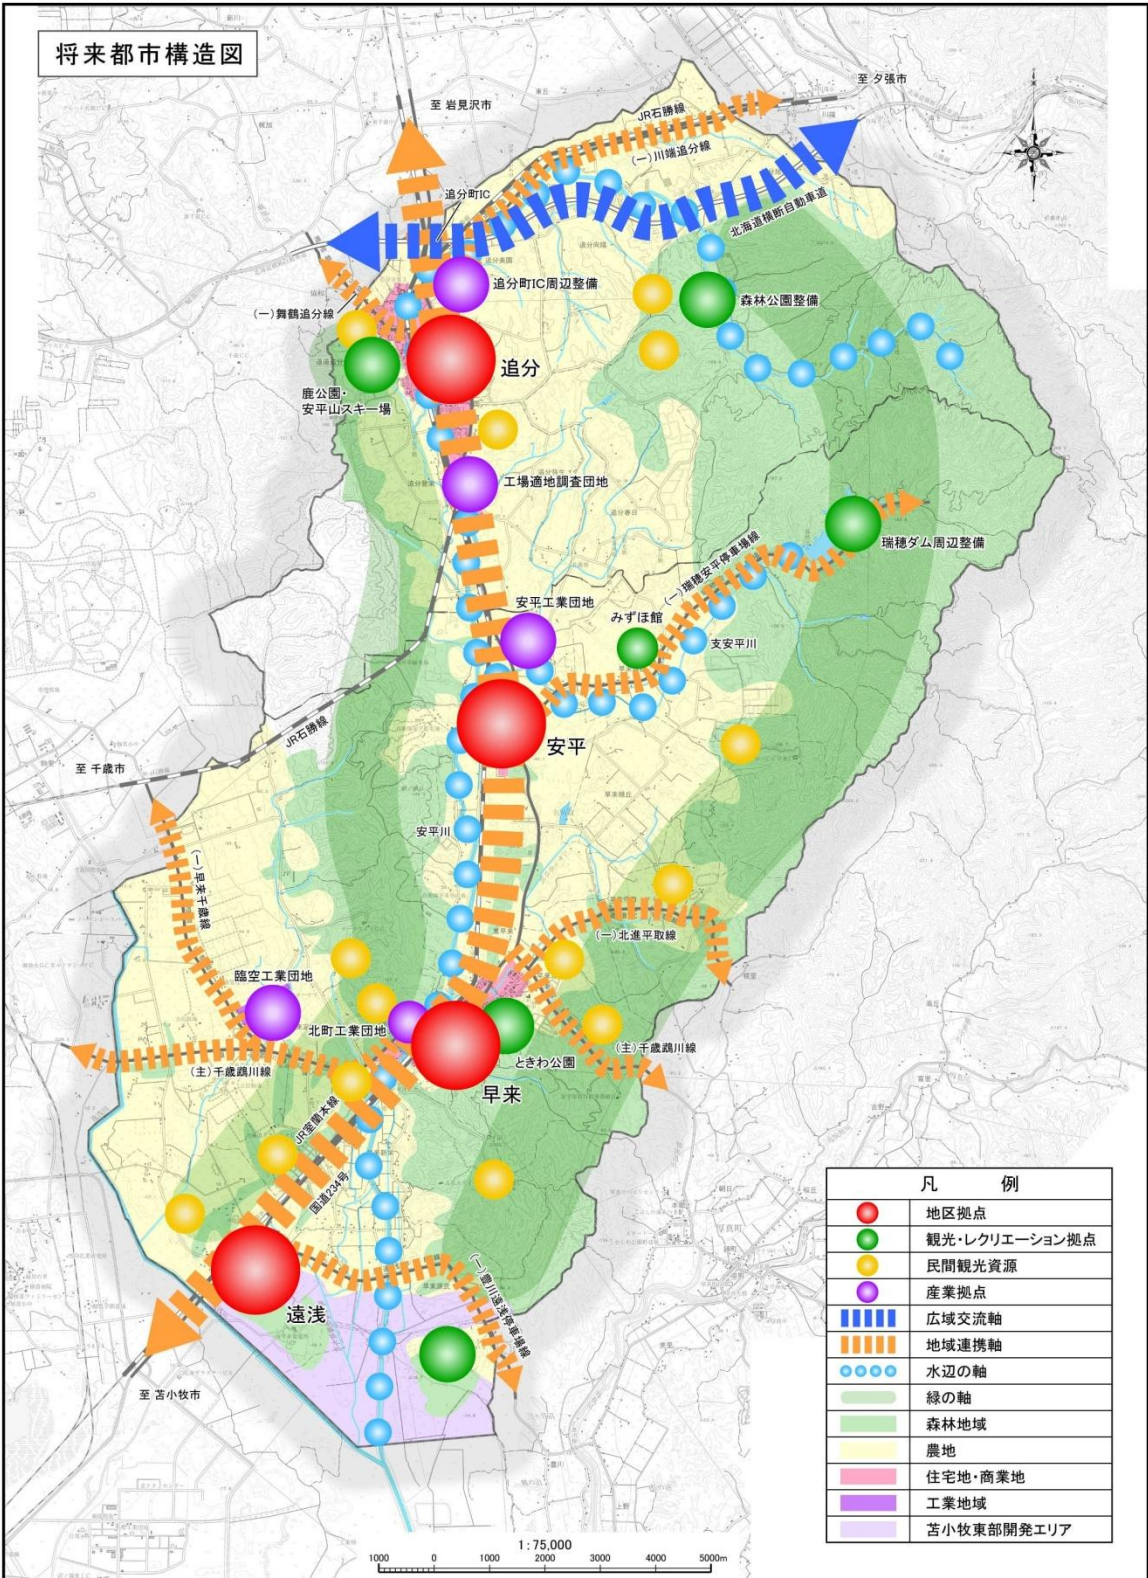 将来都市構造図
至 夕張市
至 岩見沢市
JR石勝線
(一)川端追分線
追分町IC
北海道横断自動車道
追分町IC周辺整備
森林公園整備
(一)舞鶴追分線
追分
鹿公園・
安平山スキー場
工場適地調査団地
瑞穂ダム周辺整備
(一)瑞穂安平停車場線
安平工業団地
みずほ館
支安平川
安平
JR石勝線
至 千歳市
安平川
(一)早来千歳線
(一)北進平取線
臨空工業団地
北町工業団地
ときわ公園
(主)千歳鵡川線
(主)千歳鵡川線
早来
JR室蘭本線
国道234号
遠浅
(一)豊川遠浅停車場線
至 苫小牧市
凡 例
地区拠点
観光・レクリエーション拠点
民間観光資源
産業拠点
広域交流軸
地域連携軸
水辺の軸
緑の軸
森林地域
農地
住宅地・商業地
工業地域
苫小牧東部開発エリア
1:75,000
1000 0 1000 2000 3000 4000 5000m